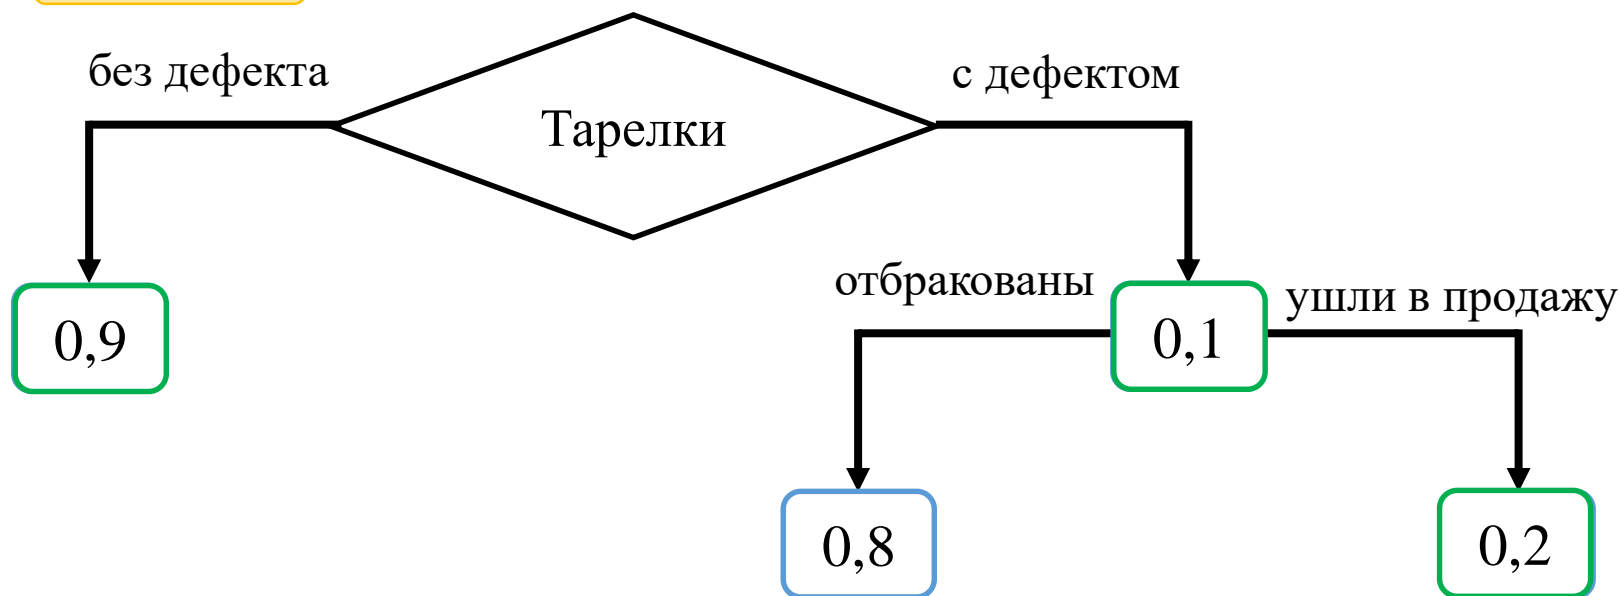 без дефекта
с дефектом
Тарелки
отбракованы
ушли в продажу
0,9
0,1
0,8
0,2